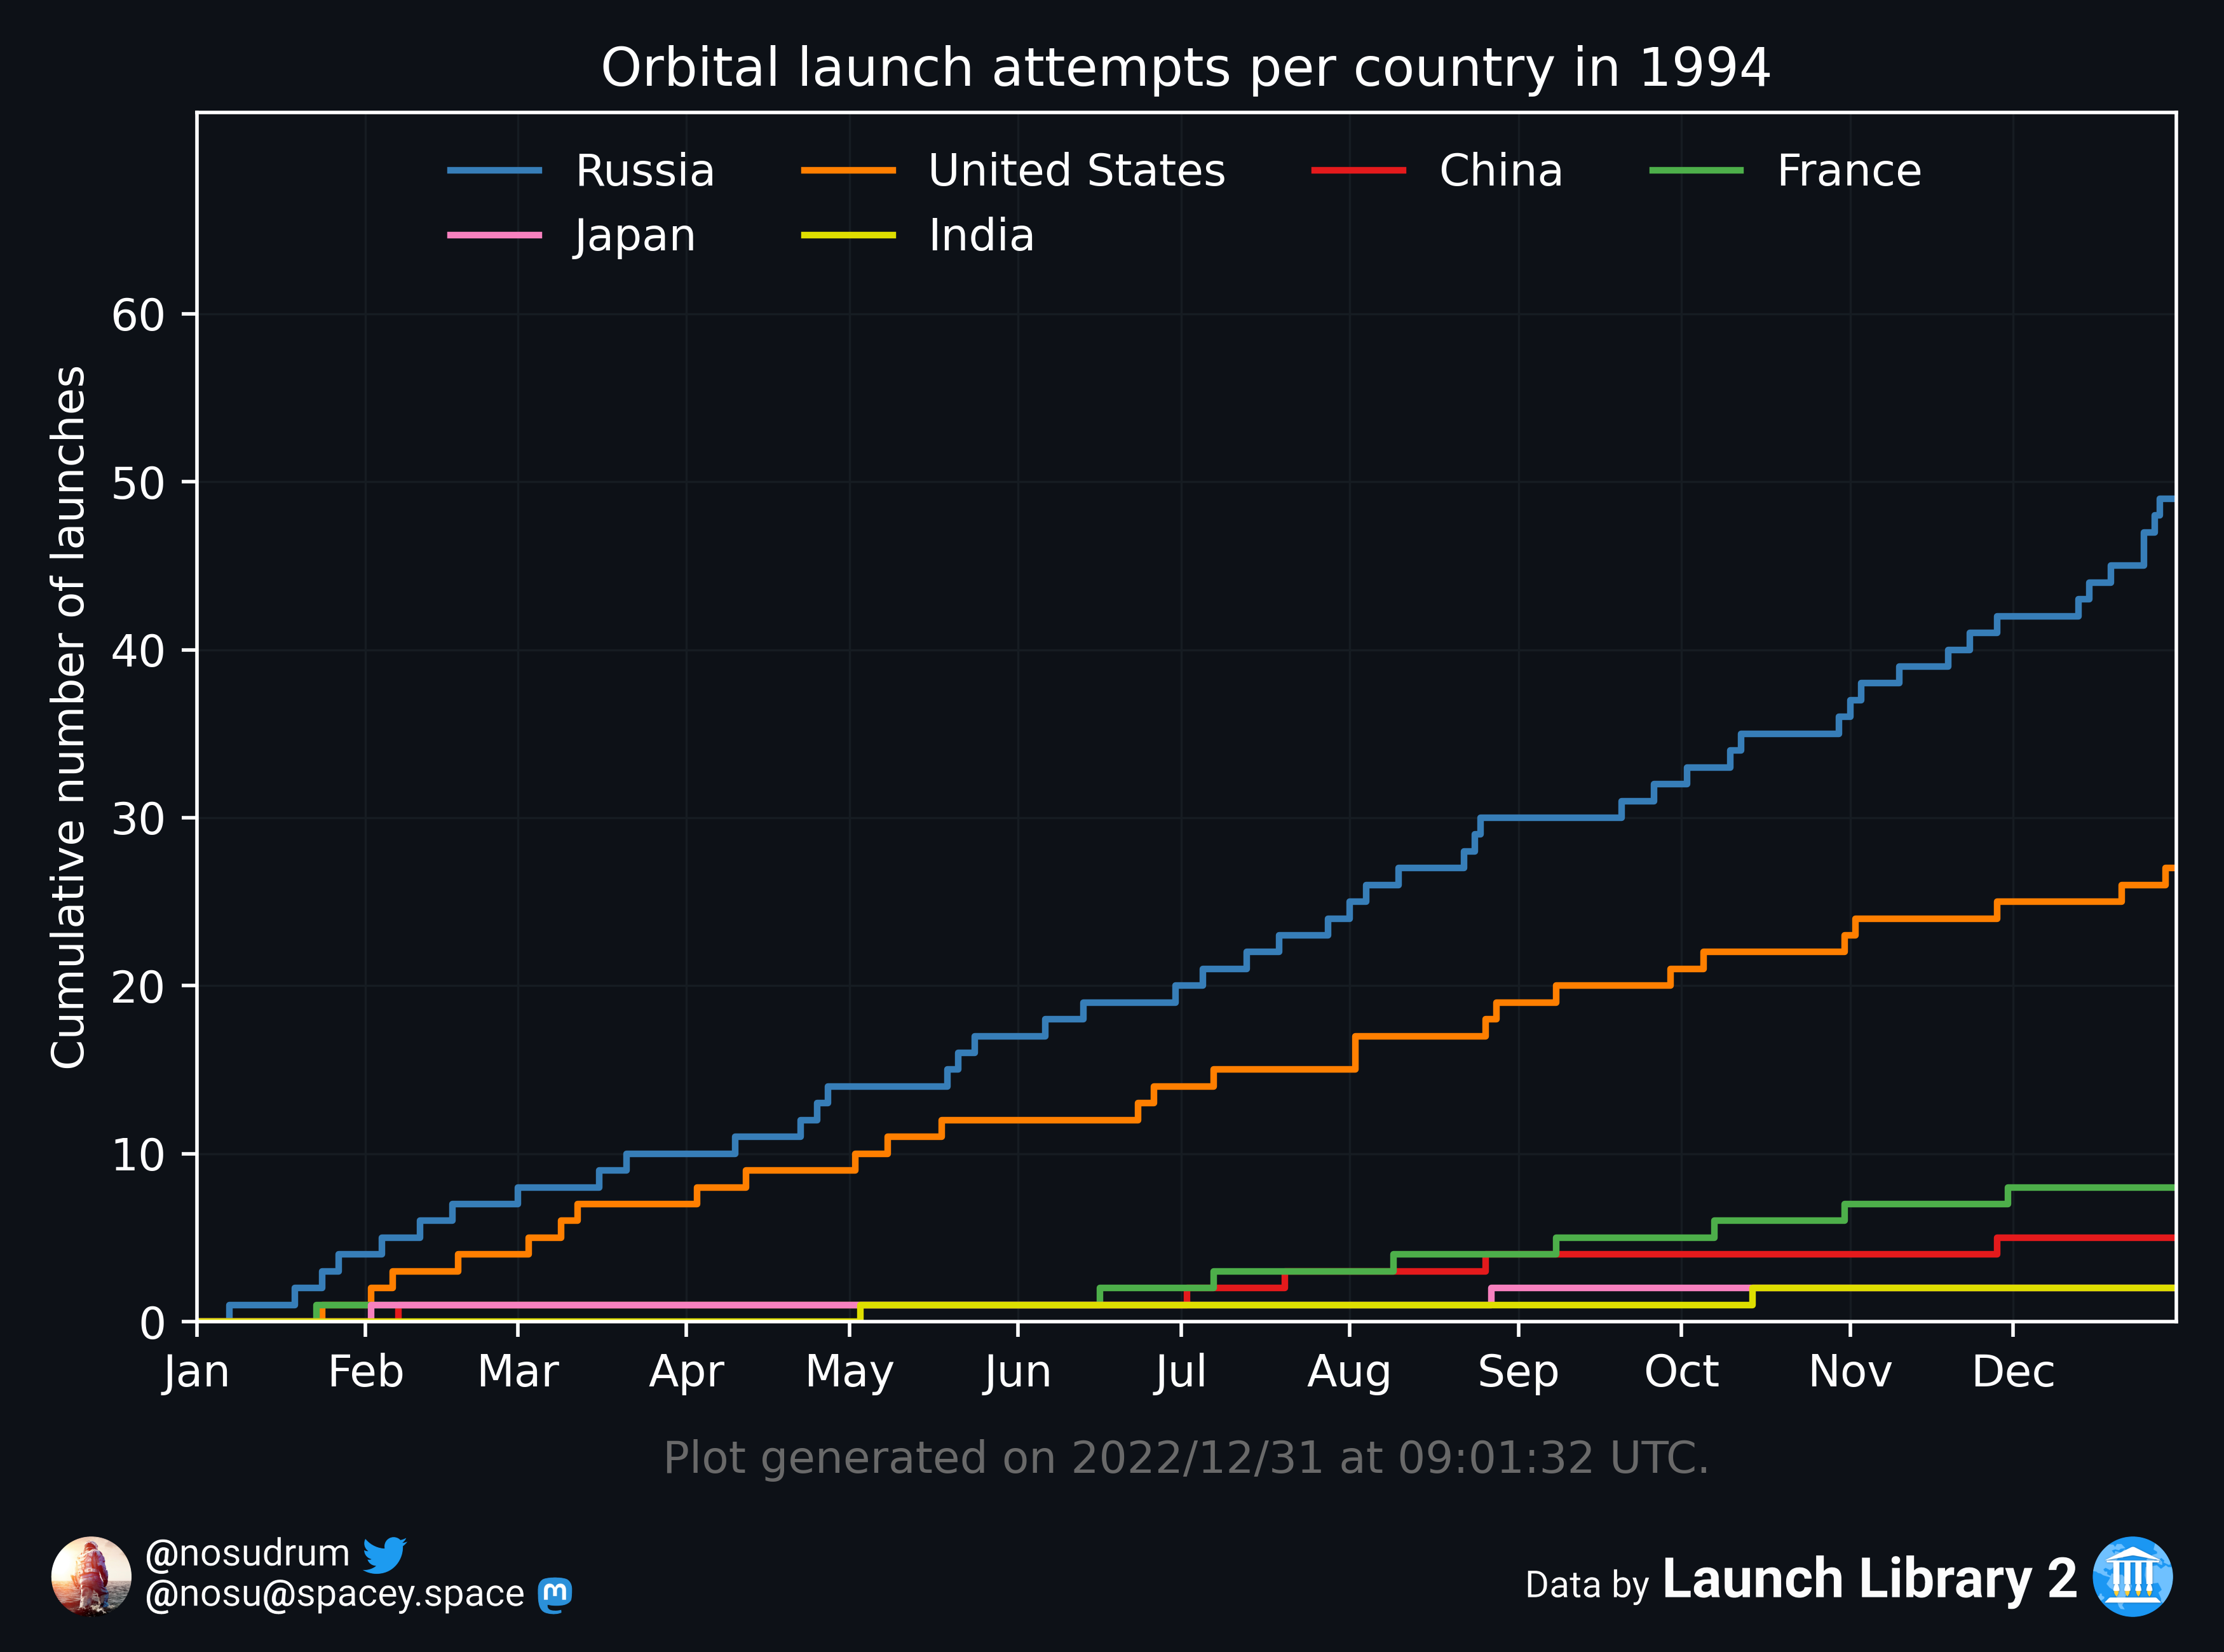 Orbital launch attempts per country in 1994
Russia United States China France
Japan India
Cumulative number of launches
60
50
40
30
20
10
0
Jan Feb Mar Apr May Jun Jul Aug Sep Oct Nov Dec
Plot generated on 2022/12/31 at 09:01:32 UTC.
@nosudrum
@nosu@spacey.space
Data by Launch Library 2